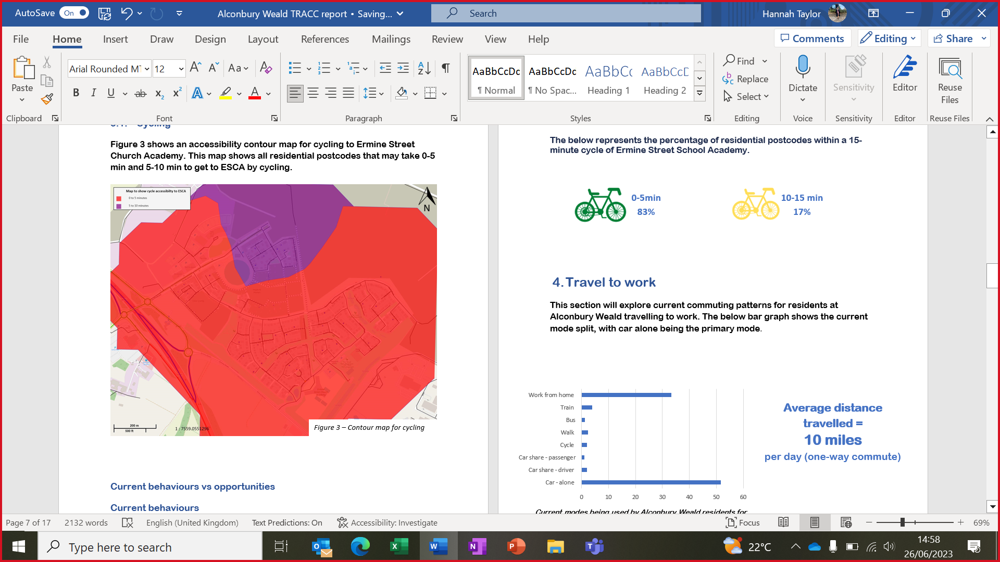 AutoSave On
Alconbury Weald TRACC report • Saving...
Search
Hannah Taylor
File Home Insert Draw Design Layout References Mailings Review View Help
Comments Editing Share
Paste
Clipboard
Arial Rounded MT 12
Font
Paragraph
AaBbCcDc AaBbCcDc AaBbCc AaBbCcD
¶ Normal ¶ No Spac... Heading 1 Heading 2
Styles
Find
Replace
Select
Editing
Dictate
Voice
Sensitivity
Sensitivity
Editor
Editor
Reuse
Files
Reuse Files
Cycling
Figure 3 shows an accessibility contour map for cycling to Ermine Street
Church Academy. This map shows all residential postcodes that may take 0-5
min and 5-10 min to get to ESCA by cycling.
Map to show cycle accessibilty to ESCA
0 to 5 minutes
5 to 10 minutes
N
200 m
500 ft
1 : 7559.0551296
Figure 3 – Contour map for cycling
Current behaviours vs opportunities
Current behaviours
The below represents the percentage of residential postcodes within a 15-
minute cycle of Ermine Street School Academy.
0-5min
83%
10-15 min
17%
4. Travel to work
This section will explore current commuting patterns for residents at
Alconbury Weald travelling to work. The below bar graph shows the current
mode split, with car alone being the primary mode.
Work from home
Train
Bus
Walk
Cycle
Car share - passenger
Car share - driver
Car - alone
0 10 20 30 40 50 60
Average distance
travelled =
10 miles
per day (one-way commute)
Current modes being used by Alconbury Weald residents for
Page 7 of 17 2132 words English (United Kingdom) Text Predictions: On Accessibility: Investigate
Focus
69%
Type here to search
22°C
14:58
26/06/2023